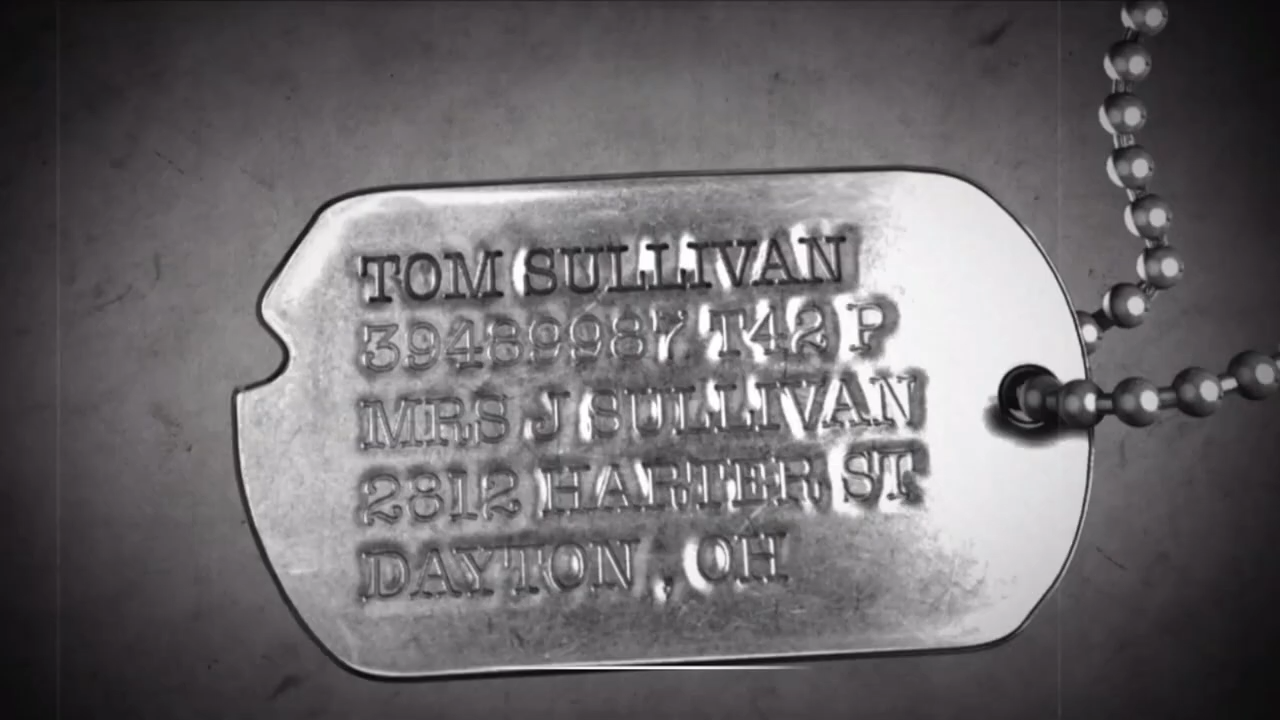 TOM SULLIVAN
39489987 T42 P
MRS J SULLIVAN
2812 HARTER ST.
DAYTON, OH